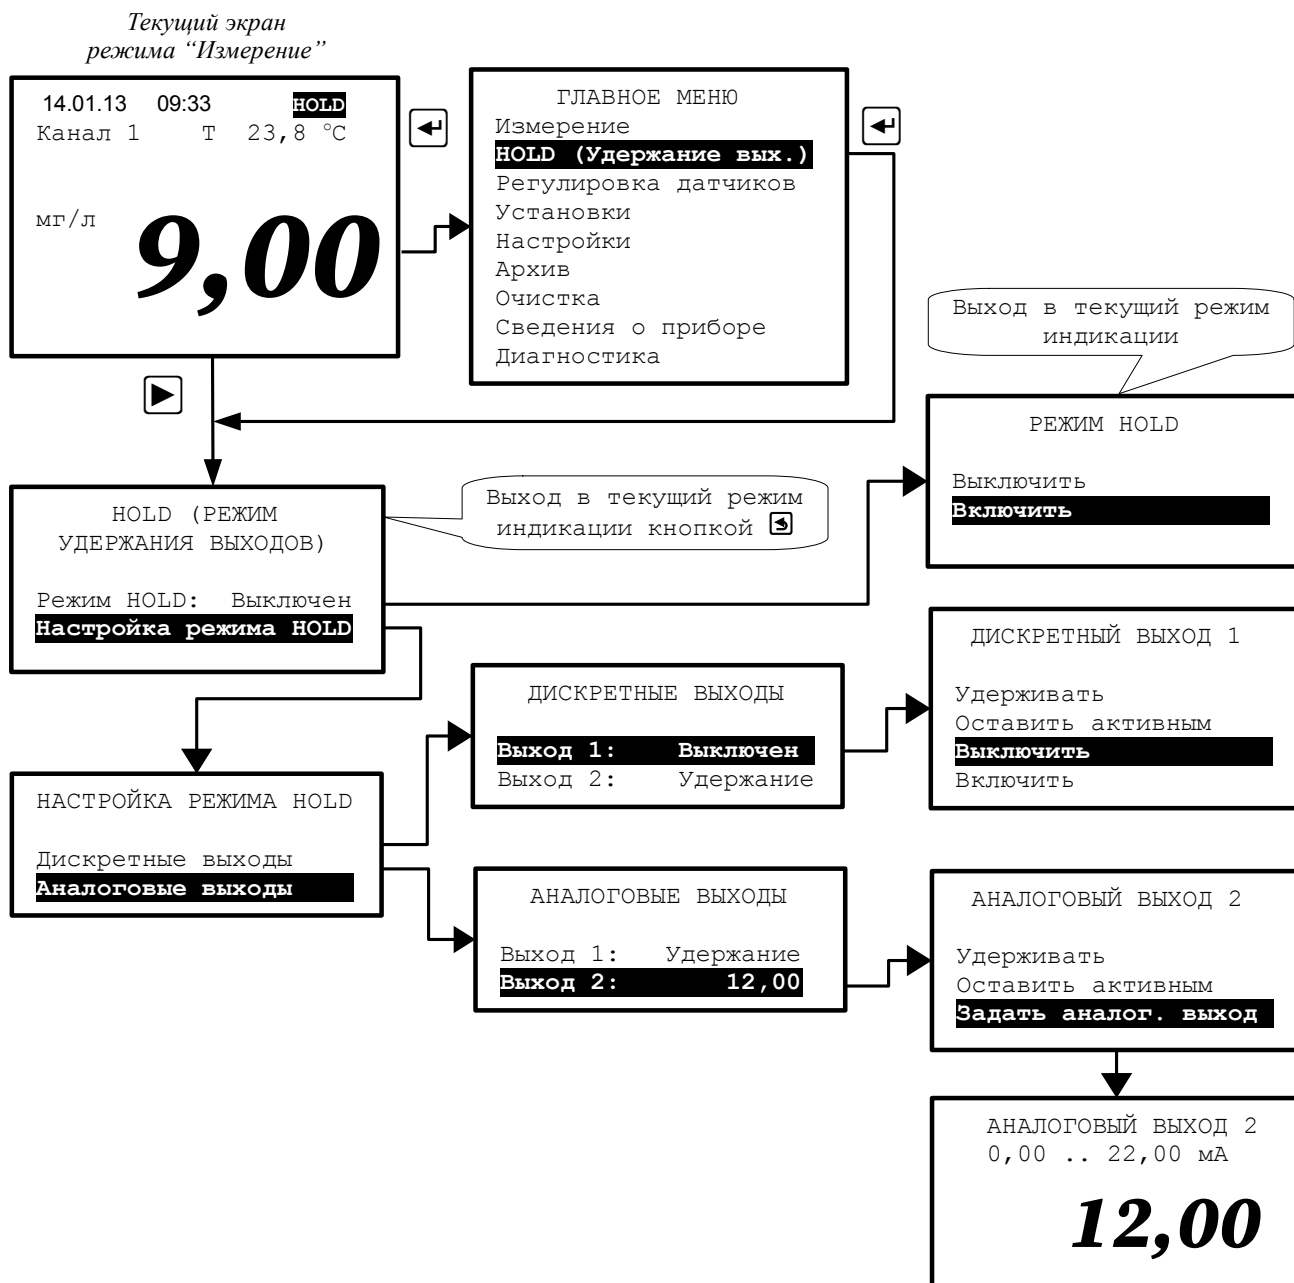 Текущий экран
режима “Измерение”
14.01.13 09:33 HOLD
Канал 1 T 23,8 °C
мг/л
9,00
ГЛАВНОЕ МЕНЮ
Измерение
HOLD (Удержание вых.)
Регулировка датчиков
Установки
Настройки
Архив
Очистка
Сведения о приборе
Диагностика
Выход в текущий режим
индикации
РЕЖИМ HOLD
Выключить
Включить
HOLD (РЕЖИМ
УДЕРЖАНИЯ ВЫХОДОВ)
Режим HOLD: Выключен
Настройка режима HOLD
Выход в текущий режим
индикации кнопкой
ДИСКРЕТНЫЕ ВЫХОДЫ
Выход 1: Выключен
Выход 2: Удержание
ДИСКРЕТНЫЙ ВЫХОД 1
Удерживать
Оставить активным
Выключить
Включить
НАСТРОЙКА РЕЖИМА HOLD
Дискретные выходы
Аналоговые выходы
АНАЛОГОВЫЕ ВЫХОДЫ
Выход 1: Удержание
Выход 2: 12,00
АНАЛОГОВЫЙ ВЫХОД 2
Удерживать
Оставить активным
Задать аналог. выход
АНАЛОГОВЫЙ ВЫХОД 2
0,00 .. 22,00 мА
12,00